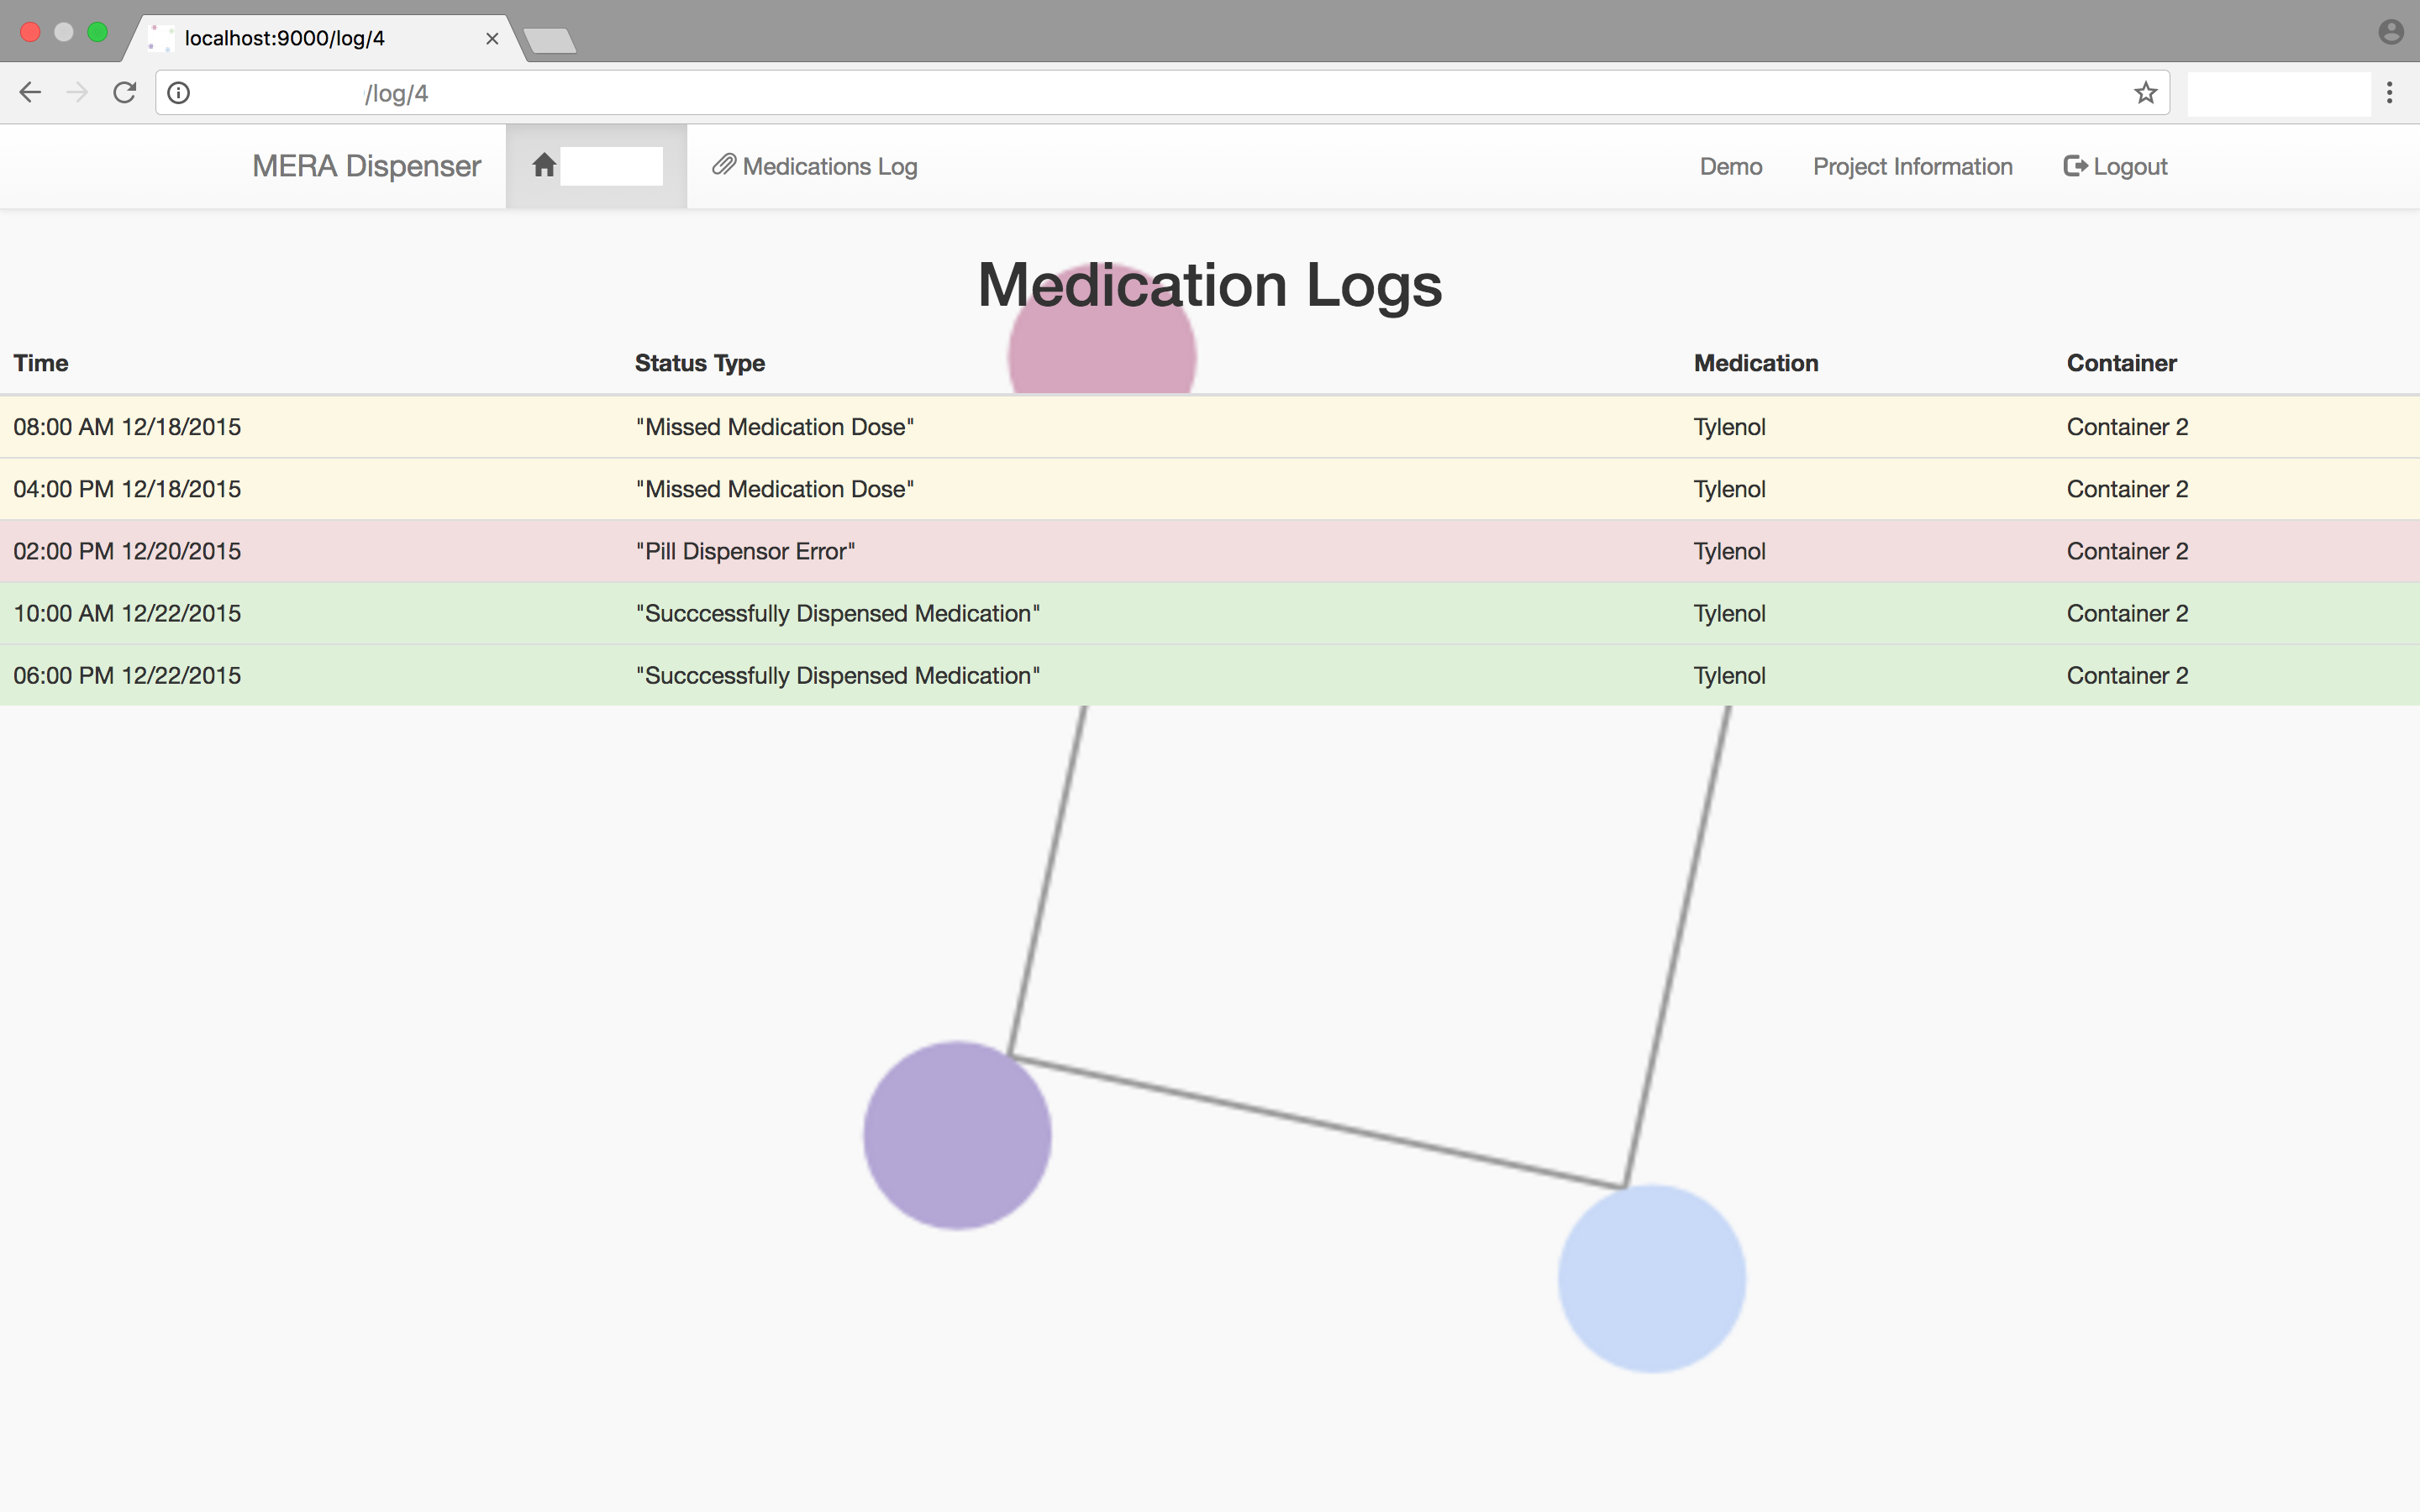 localhost:9000/log/4
/log/4
MERA Dispenser Medications Log Demo Project Information Logout
Medication Logs
Time Status Type Medication Container
08:00 AM 12/18/2015 "Missed Medication Dose" Tylenol Container 2
04:00 PM 12/18/2015 "Missed Medication Dose" Tylenol Container 2
02:00 PM 12/20/2015 "Pill Dispensor Error" Tylenol Container 2
10:00 AM 12/22/2015 "Succcessfully Dispensed Medication" Tylenol Container 2
06:00 PM 12/22/2015 "Succcessfully Dispensed Medication" Tylenol Container 2